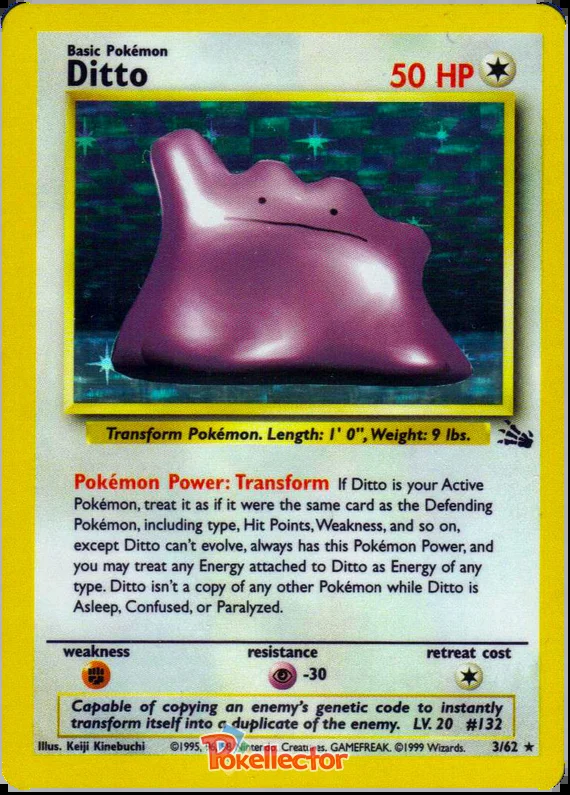 Basic Pokémon
Ditto
50 HP
Transform Pokémon. Length: 1' 0", Weight: 9 lbs.
Pokémon Power: Transform If Ditto is your Active
Pokémon, treat it as if it were the same card as the Defending
Pokémon, including type, Hit Points, Weakness, and so on,
except Ditto can't evolve, always has this Pokémon Power, and
you may treat any Energy attached to Ditto as Energy of any
type. Ditto isn't a copy of any other Pokémon while Ditto is
Asleep, Confused, or Paralyzed.
weakness resistance retreat cost
-30
Capable of copying an enemy's genetic code to instantly
transform itself into a duplicate of the enemy. LV. 20 #132
Illus. Keiji Kinebuchi ©1995, 96, 98 Nintendo, Creatures, GAMEFREAK. ©1999 Wizards. 3/62 ★
Pokellector